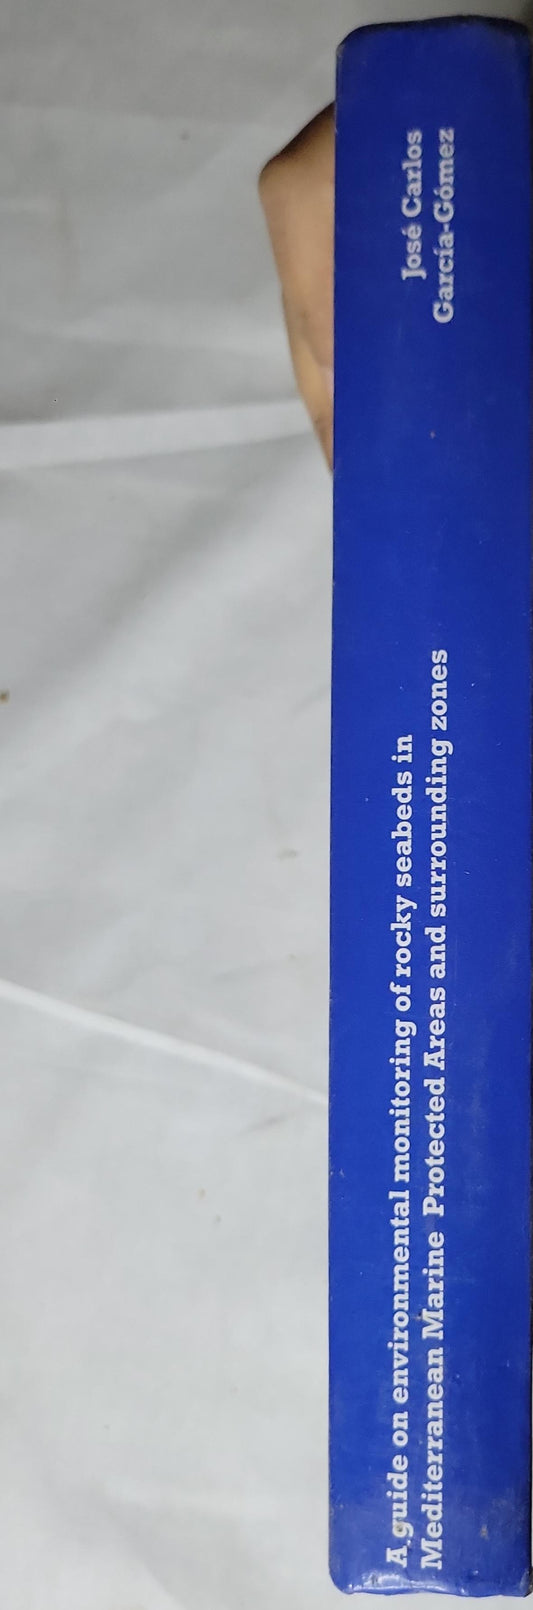 A guide on environmental monitoring of rocky seabeds in
Mediterranean Marine Protected Areas and surrounding zones
José Carlos
García-Gómez